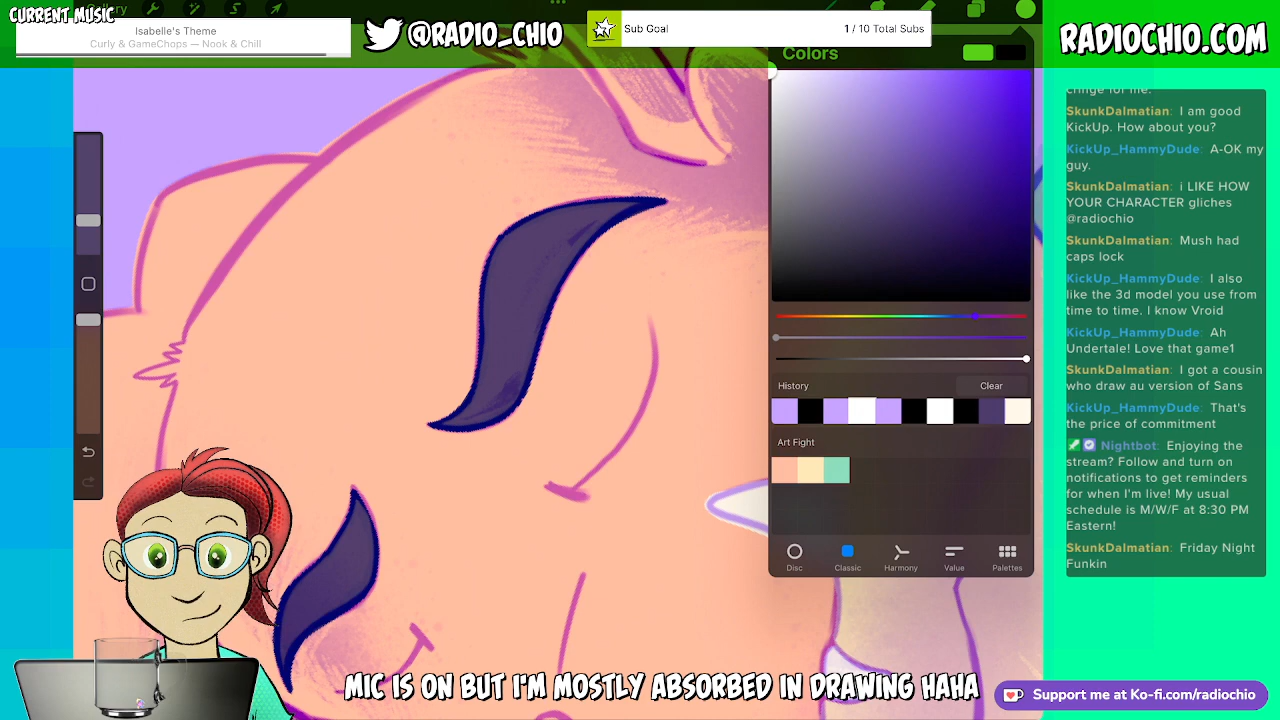 CURRENT MUSIC
Gallery
Isabelle's Theme
Curly & GameChops — Nook & Chill
@RADIO_CHIO
Sub Goal
1 / 10 Total Subs
RADIOCHIO.COM
Colors
History
Clear
Art Fight
Disc
Classic
Harmony
Value
Palettes
cringe for me.
SkunkDalmatian: I am good
KickUp. How about you?
KickUp_HammyDude: A-OK my
guy.
SkunkDalmatian: i LIKE HOW
YOUR CHARACTER gliches
@radiochio
SkunkDalmatian: Mush had
caps lock
KickUp_HammyDude: I also
like the 3d model you use from
time to time. I know Vroid
KickUp_HammyDude: Ah
Undertale! Love that game1
SkunkDalmatian: I got a cousin
who draw au version of Sans
KickUp_HammyDude: That's
the price of commitment
Nightbot: Enjoying the
stream? Follow and turn on
notifications to get reminders
for when I'm live! My usual
schedule is M/W/F at 8:30 PM
Eastern!
SkunkDalmatian: Friday Night
Funkin
MIC IS ON BUT I'M MOSTLY ABSORBED IN DRAWING HAHA
Support me at Ko-fi.com/radiochio